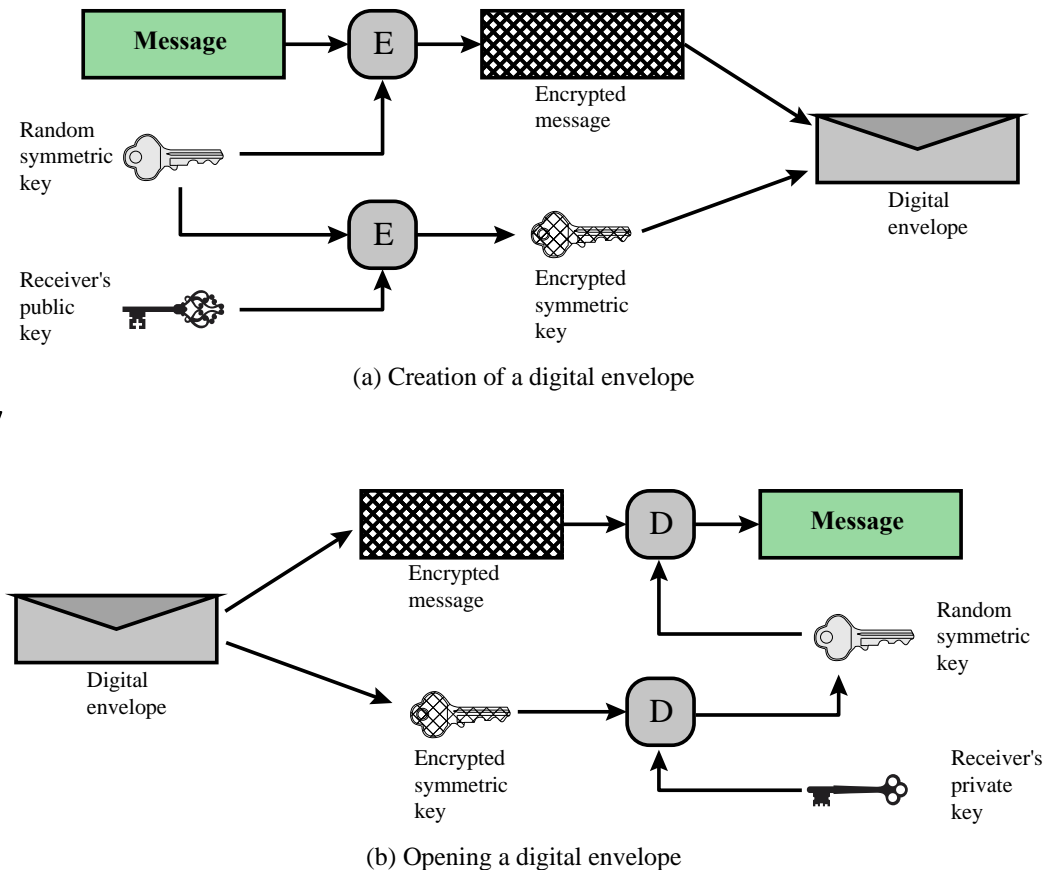 Message
E
Encrypted
message
Random
symmetric
key
Digital
envelope
E
Receiver's
public
key
Encrypted
symmetric
key
(a) Creation of a digital envelope
Encrypted
message
D
Message
Digital
envelope
Random
symmetric
key
D
Encrypted
symmetric
key
Receiver's
private
key
(b) Opening a digital envelope